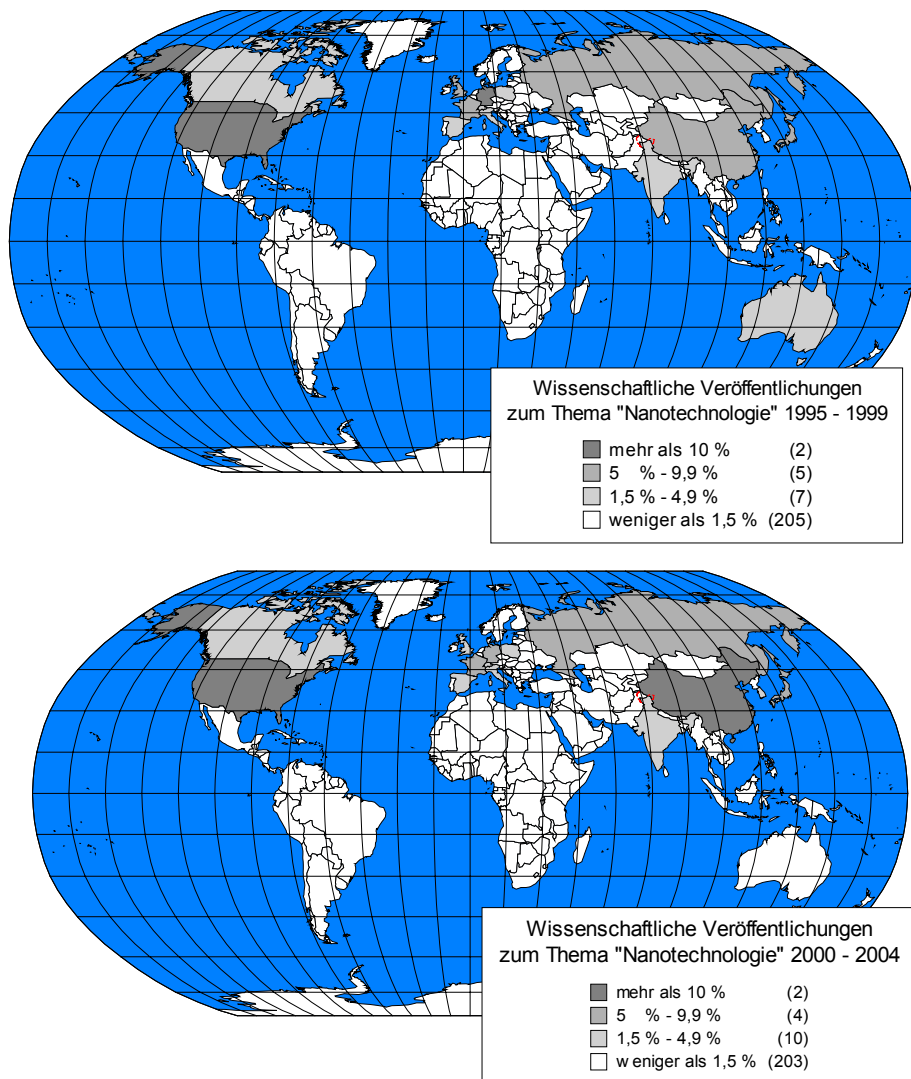 Wissenschaftliche Veröffentlichungen
zum Thema "Nanotechnologie" 1995 - 1999
mehr als 10 % (2)
5 % - 9,9 % (5)
1,5 % - 4,9 % (7)
weniger als 1,5 % (205)
Wissenschaftliche Veröffentlichungen
zum Thema "Nanotechnologie" 2000 - 2004
mehr als 10 % (2)
5 % - 9,9 % (4)
1,5 % - 4,9 % (10)
weniger als 1,5 % (203)